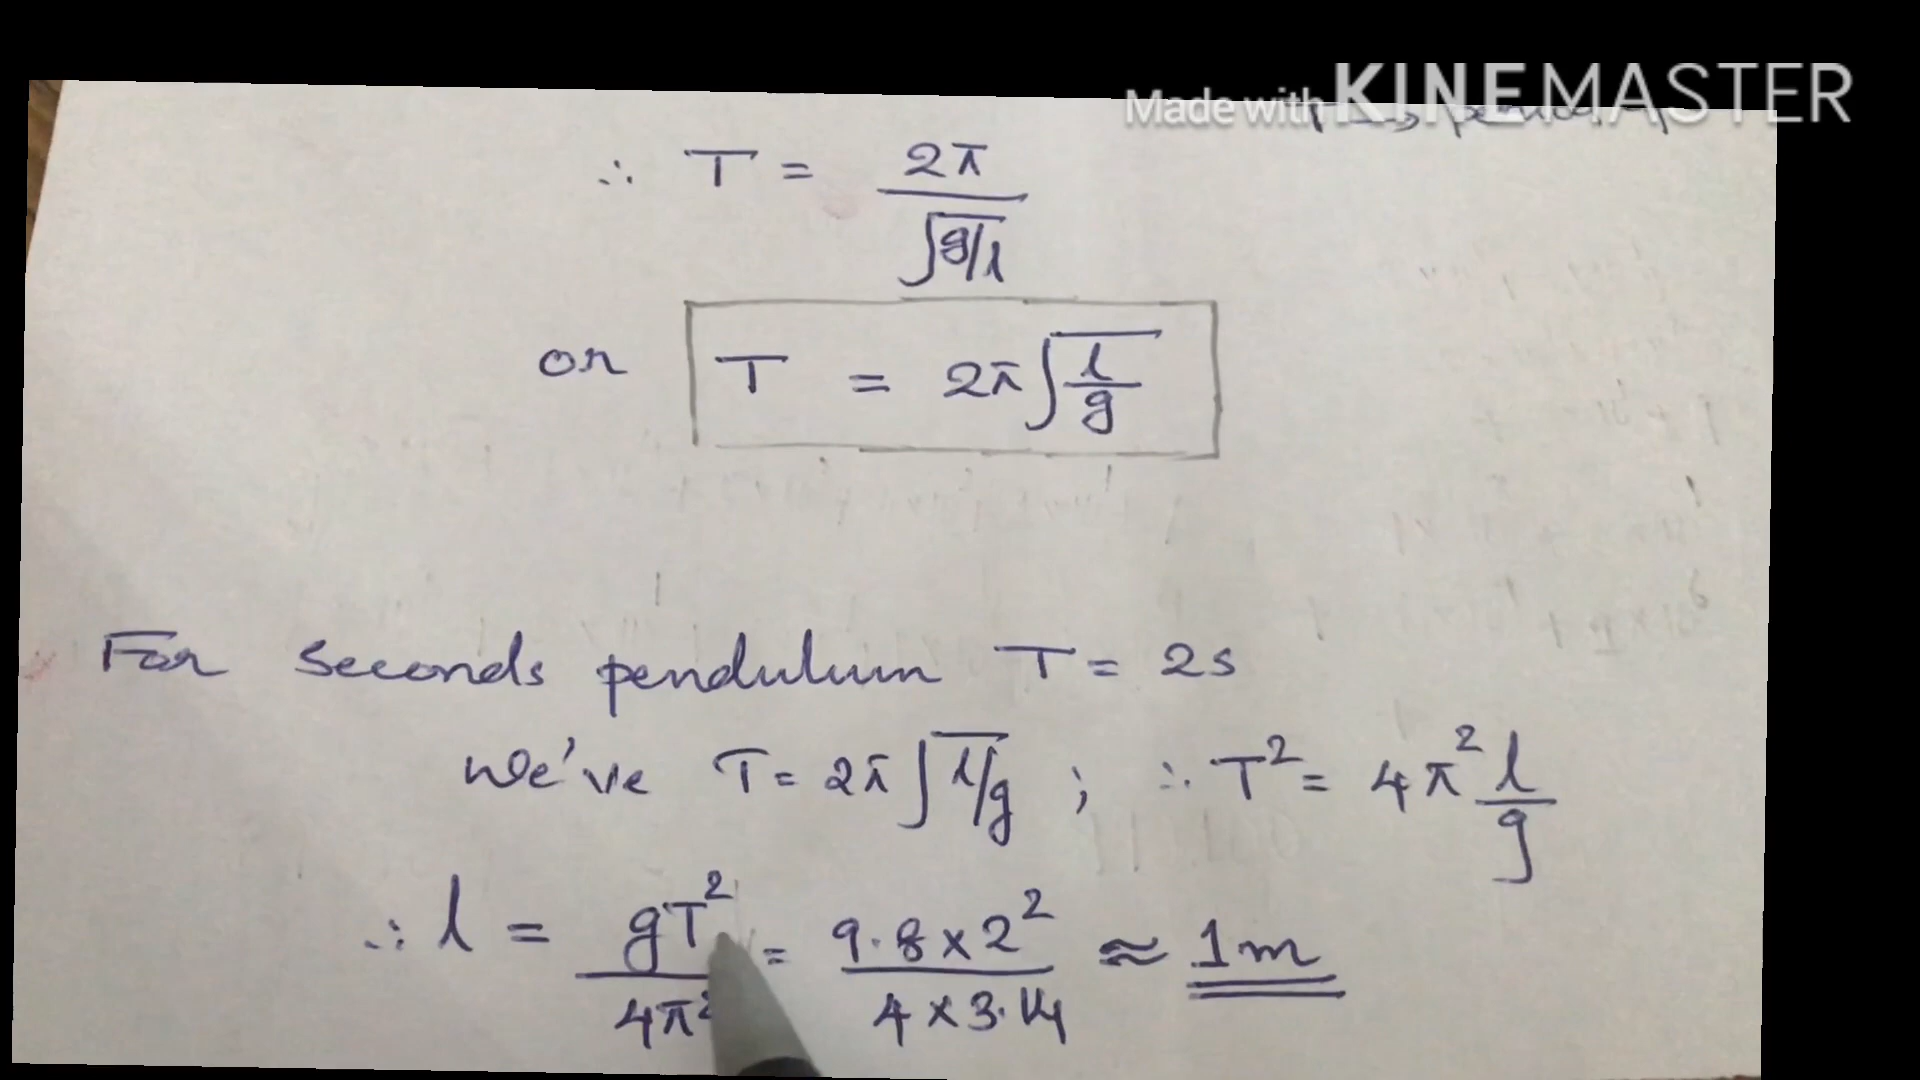 Made with KINEMASTER
∴ T = 2π / √g/l
or T = 2π √l/g
For seconds pendulum T = 2s
We've T = 2π √l/g ; ∴ T² = 4π² l/g
∴ l = gT² / 4π² = 9.8 × 2² / 4 × 3.14 ≈ 1m